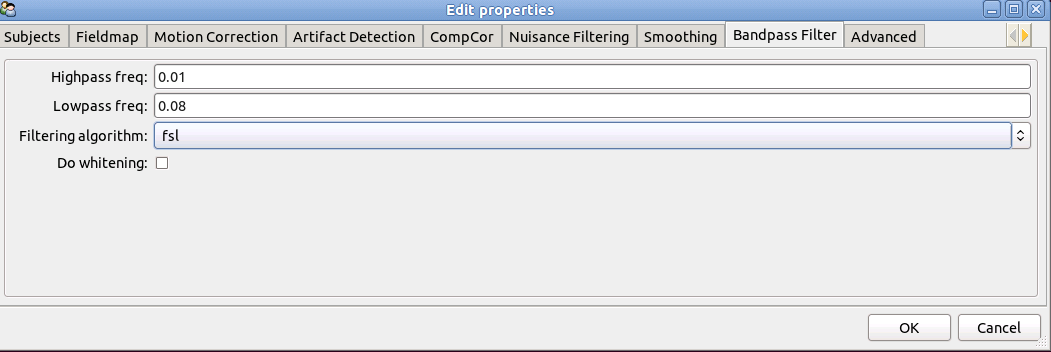 Edit properties
Subjects Fieldmap Motion Correction Artifact Detection CompCor Nuisance Filtering Smoothing Bandpass Filter Advanced
Highpass freq: 0.01
Lowpass freq: 0.08
Filtering algorithm: fsl
Do whitening:
OK Cancel